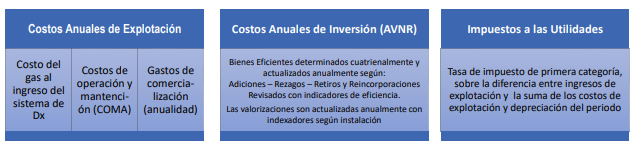 Costos Anuales de Explotación
Costo del
gas al
ingreso del
sistema de
Dx
Costos de
operación y
mantenci-
ón (COMA)
Gastos de
comercia-
lización
(anualidad)
Costos Anuales de Inversión (AVNR)
Bienes Eficientes determinados cuatrienalmente y
actualizados anualmente según:
Adiciones – Rezagos – Retiros y Reincorporaciones
Revisados con indicadores de eficiencia.
Las valorizaciones son actualizadas anualmente con
indexadores según instalación
Impuestos a las Utilidades
Tasa de impuesto de primera categoría,
sobre la diferencia entre ingresos de
explotación y la suma de los costos de
explotación y depreciación del periodo